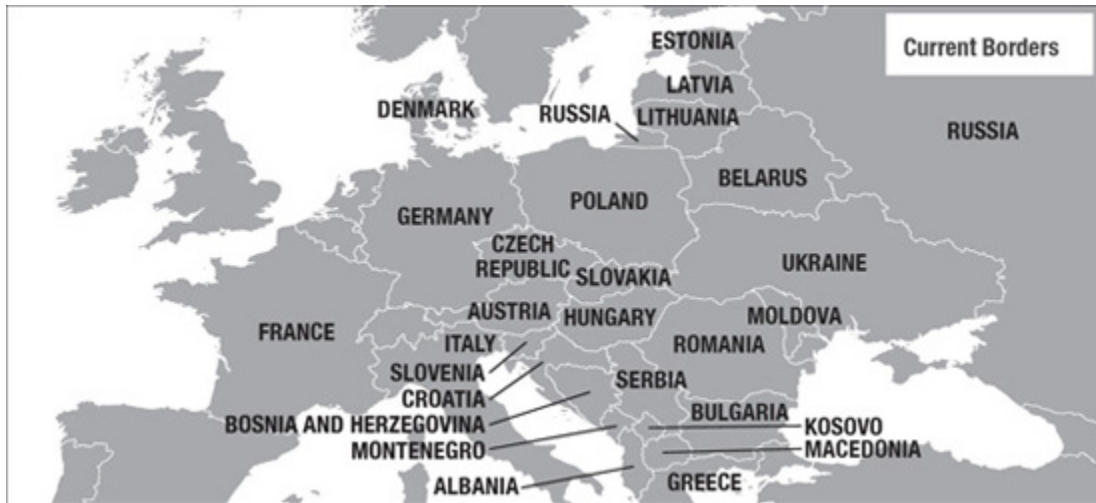 ESTONIA
Current Borders
LATVIA
DENMARK
RUSSIA
LITHUANIA
RUSSIA
BELARUS
POLAND
GERMANY
CZECH
REPUBLIC
SLOVAKIA
UKRAINE
AUSTRIA
HUNGARY
MOLDOVA
FRANCE
ITALY
ROMANIA
SLOVENIA
SERBIA
CROATIA
BULGARIA
BOSNIA AND HERZEGOVINA
KOSOVO
MONTENEGRO
MACEDONIA
ALBANIA
GREECE